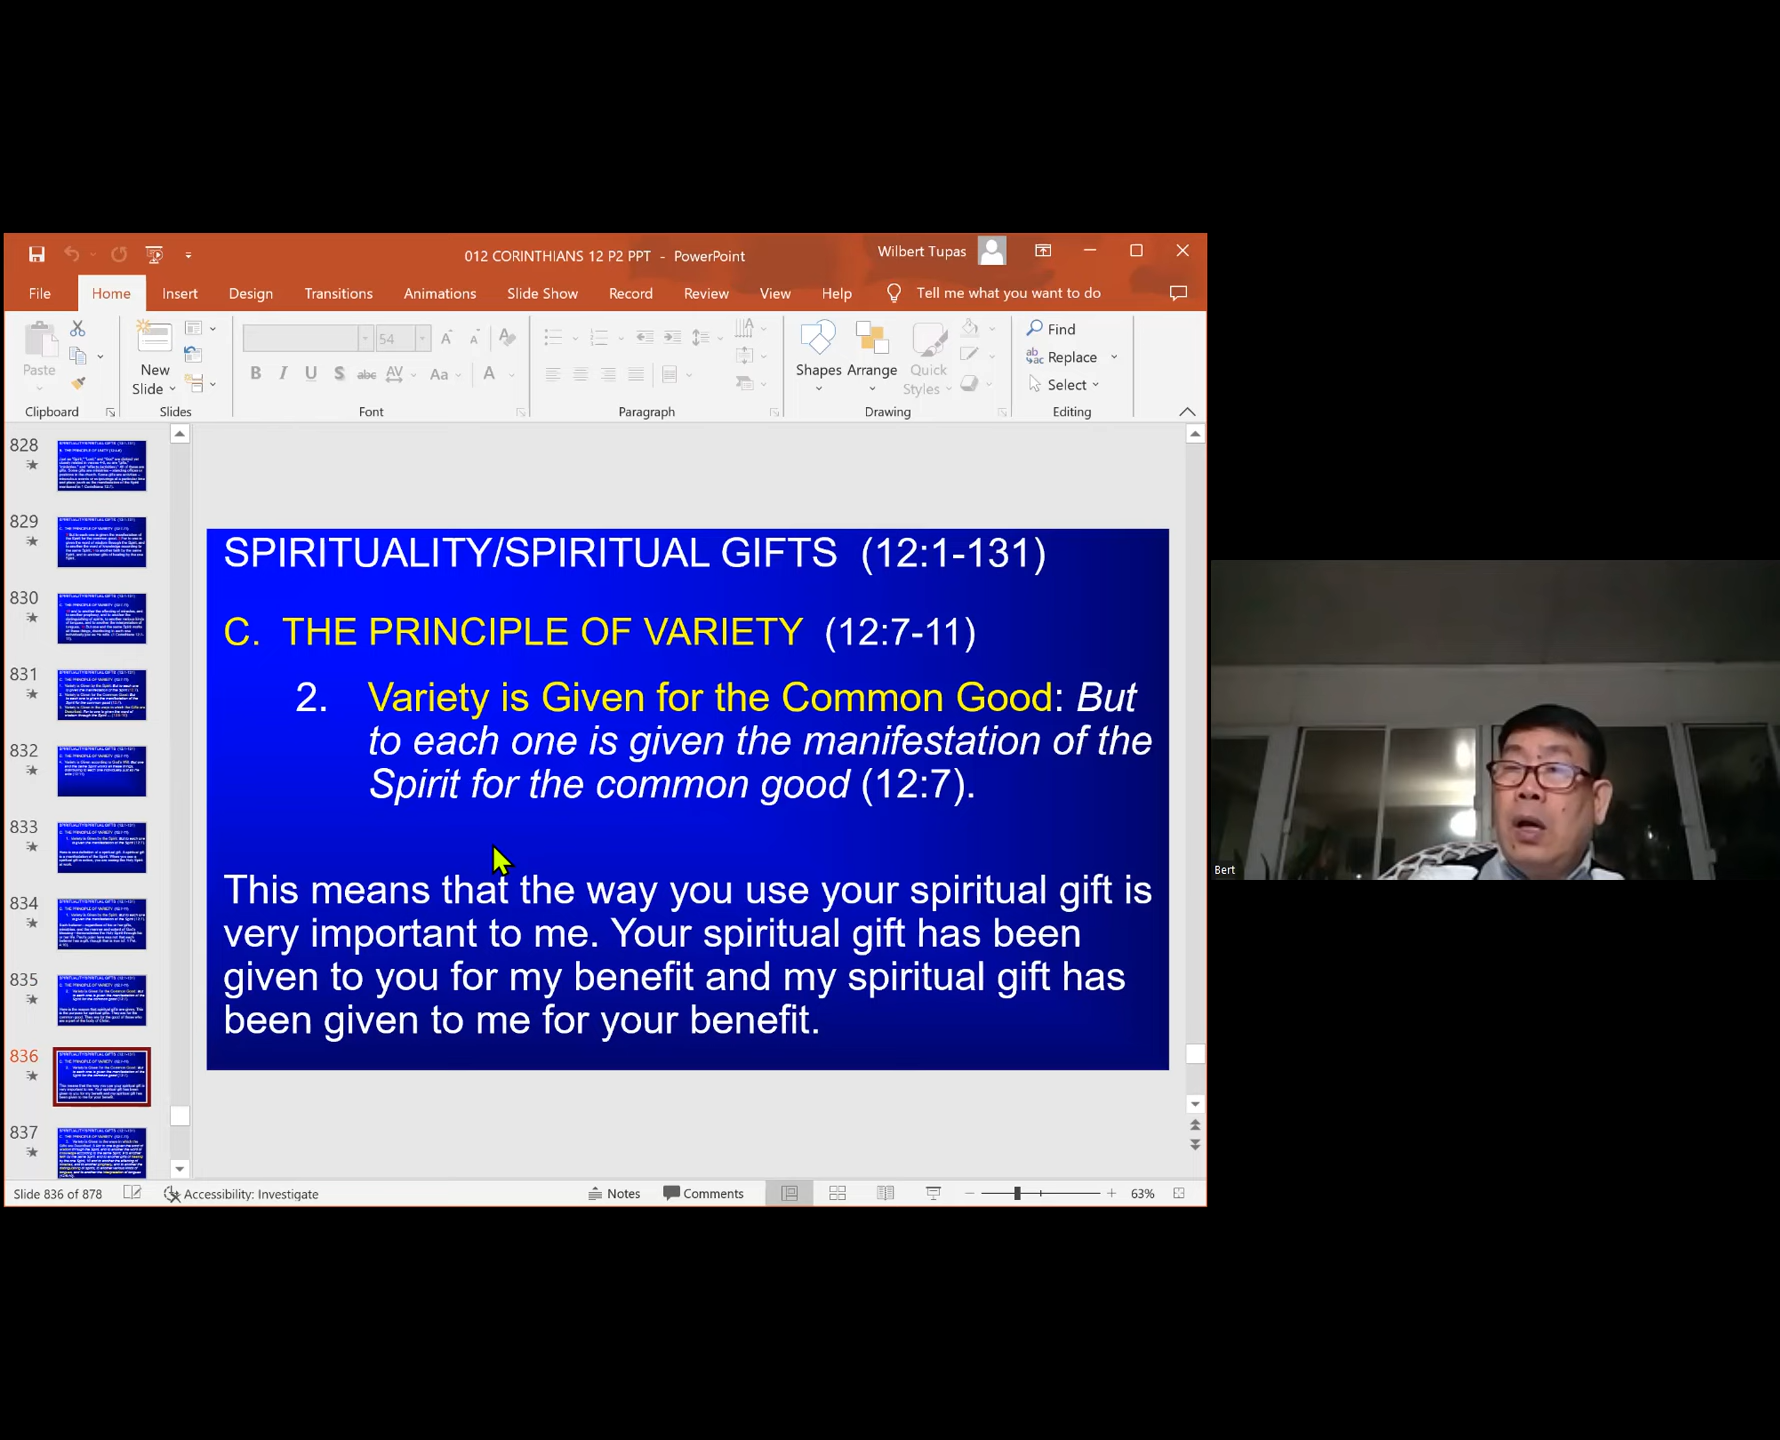 012 CORINTHIANS 12 P2 PPT - PowerPoint
Wilbert Tupas
File Home Insert Design Transitions Animations Slide Show Record Review View Help Tell me what you want to do
Paste
New
Slide
54
B I U S abc AV Aa A
Shapes Arrange Quick
Styles
Find
Replace
Select
Clipboard Slides Font Paragraph Drawing Editing
828
829
830
831
832
833
834
835
836
837
SPIRITUALITY/SPIRITUAL GIFTS (12:1-131)
C. THE PRINCIPLE OF VARIETY (12:7-11)
2. Variety is Given for the Common Good: But
to each one is given the manifestation of the
Spirit for the common good (12:7).
This means that the way you use your spiritual gift is
very important to me. Your spiritual gift has been
given to you for my benefit and my spiritual gift has
been given to me for your benefit.
Bert
Slide 836 of 878 Accessibility: Investigate Notes Comments 63%